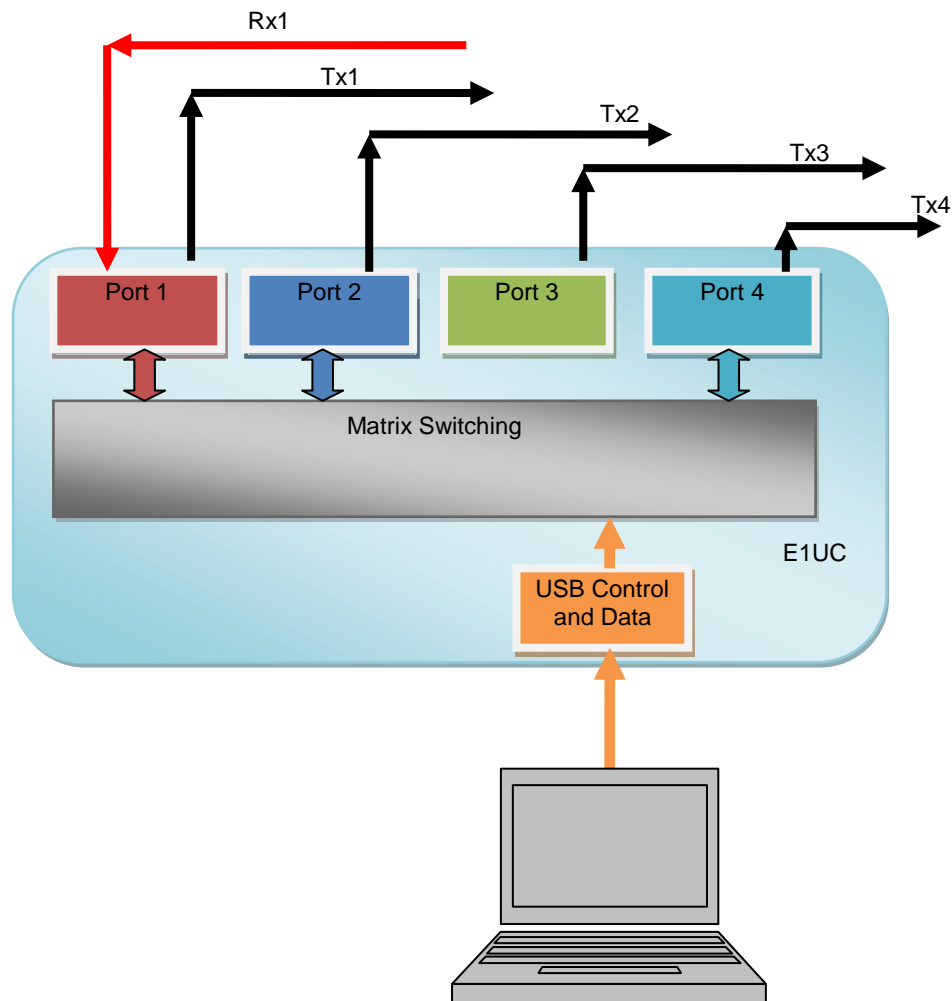 Rx1
Tx1
Tx2
Tx3
Tx4
Port 1
Port 2
Port 3
Port 4
Matrix Switching
E1UC
USB Control
and Data